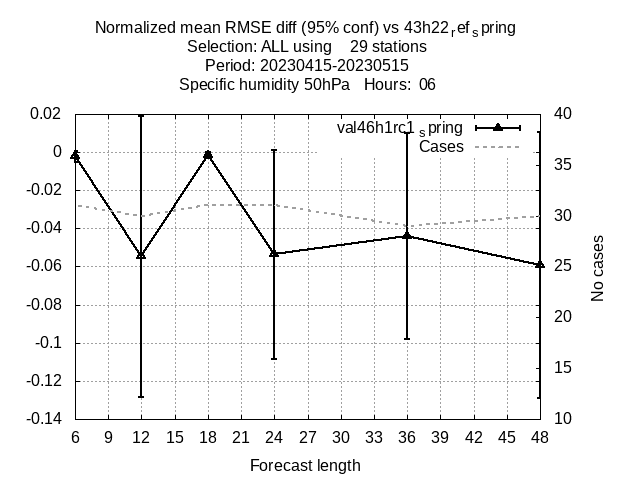 Normalized mean RMSE diff (95% conf) vs 43h22refspring
Selection: ALL using 29 stations
Period: 20230415-20230515
Specific humidity 50hPa Hours: 06
0.02
0
-0.02
-0.04
-0.06
-0.08
-0.1
-0.12
-0.14
val46h1rc1spring
Cases
40
35
30
25
20
15
10
No cases
6 9 12 15 18 21 24 27 30 33 36 39 42 45 48
Forecast length